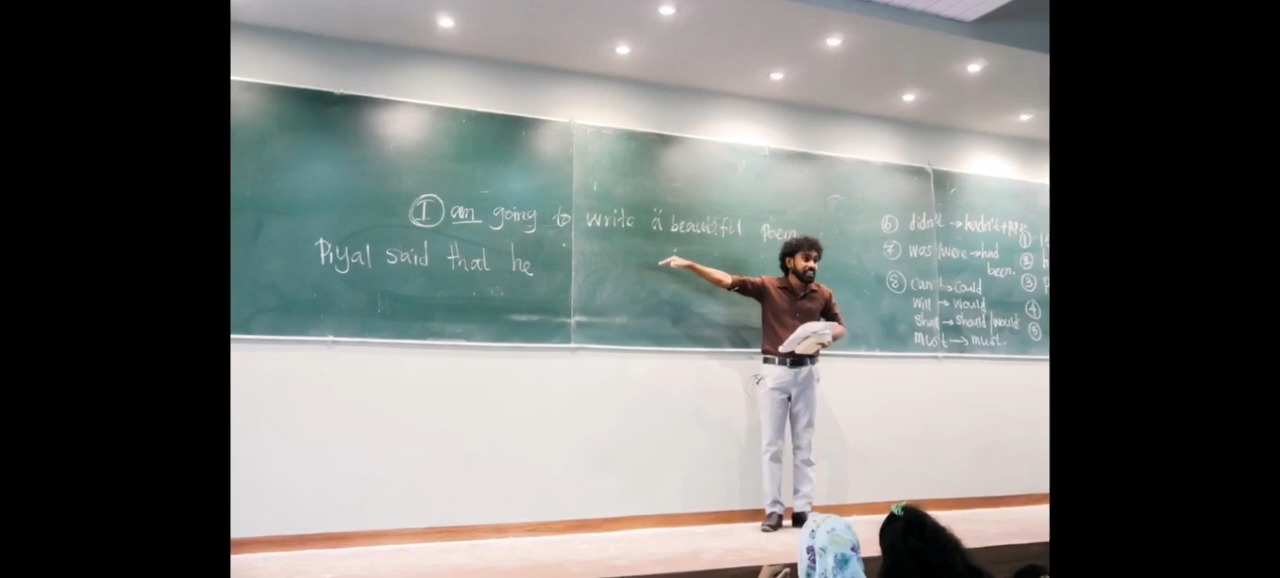 I am going to write a beautiful poem
Piyal said that he
⑥ didn't → hadn't + pp
⑦ was/were → had been.
⑧ can → could
will → would
shall → should/would
must → must.
①
②
③
④
⑤